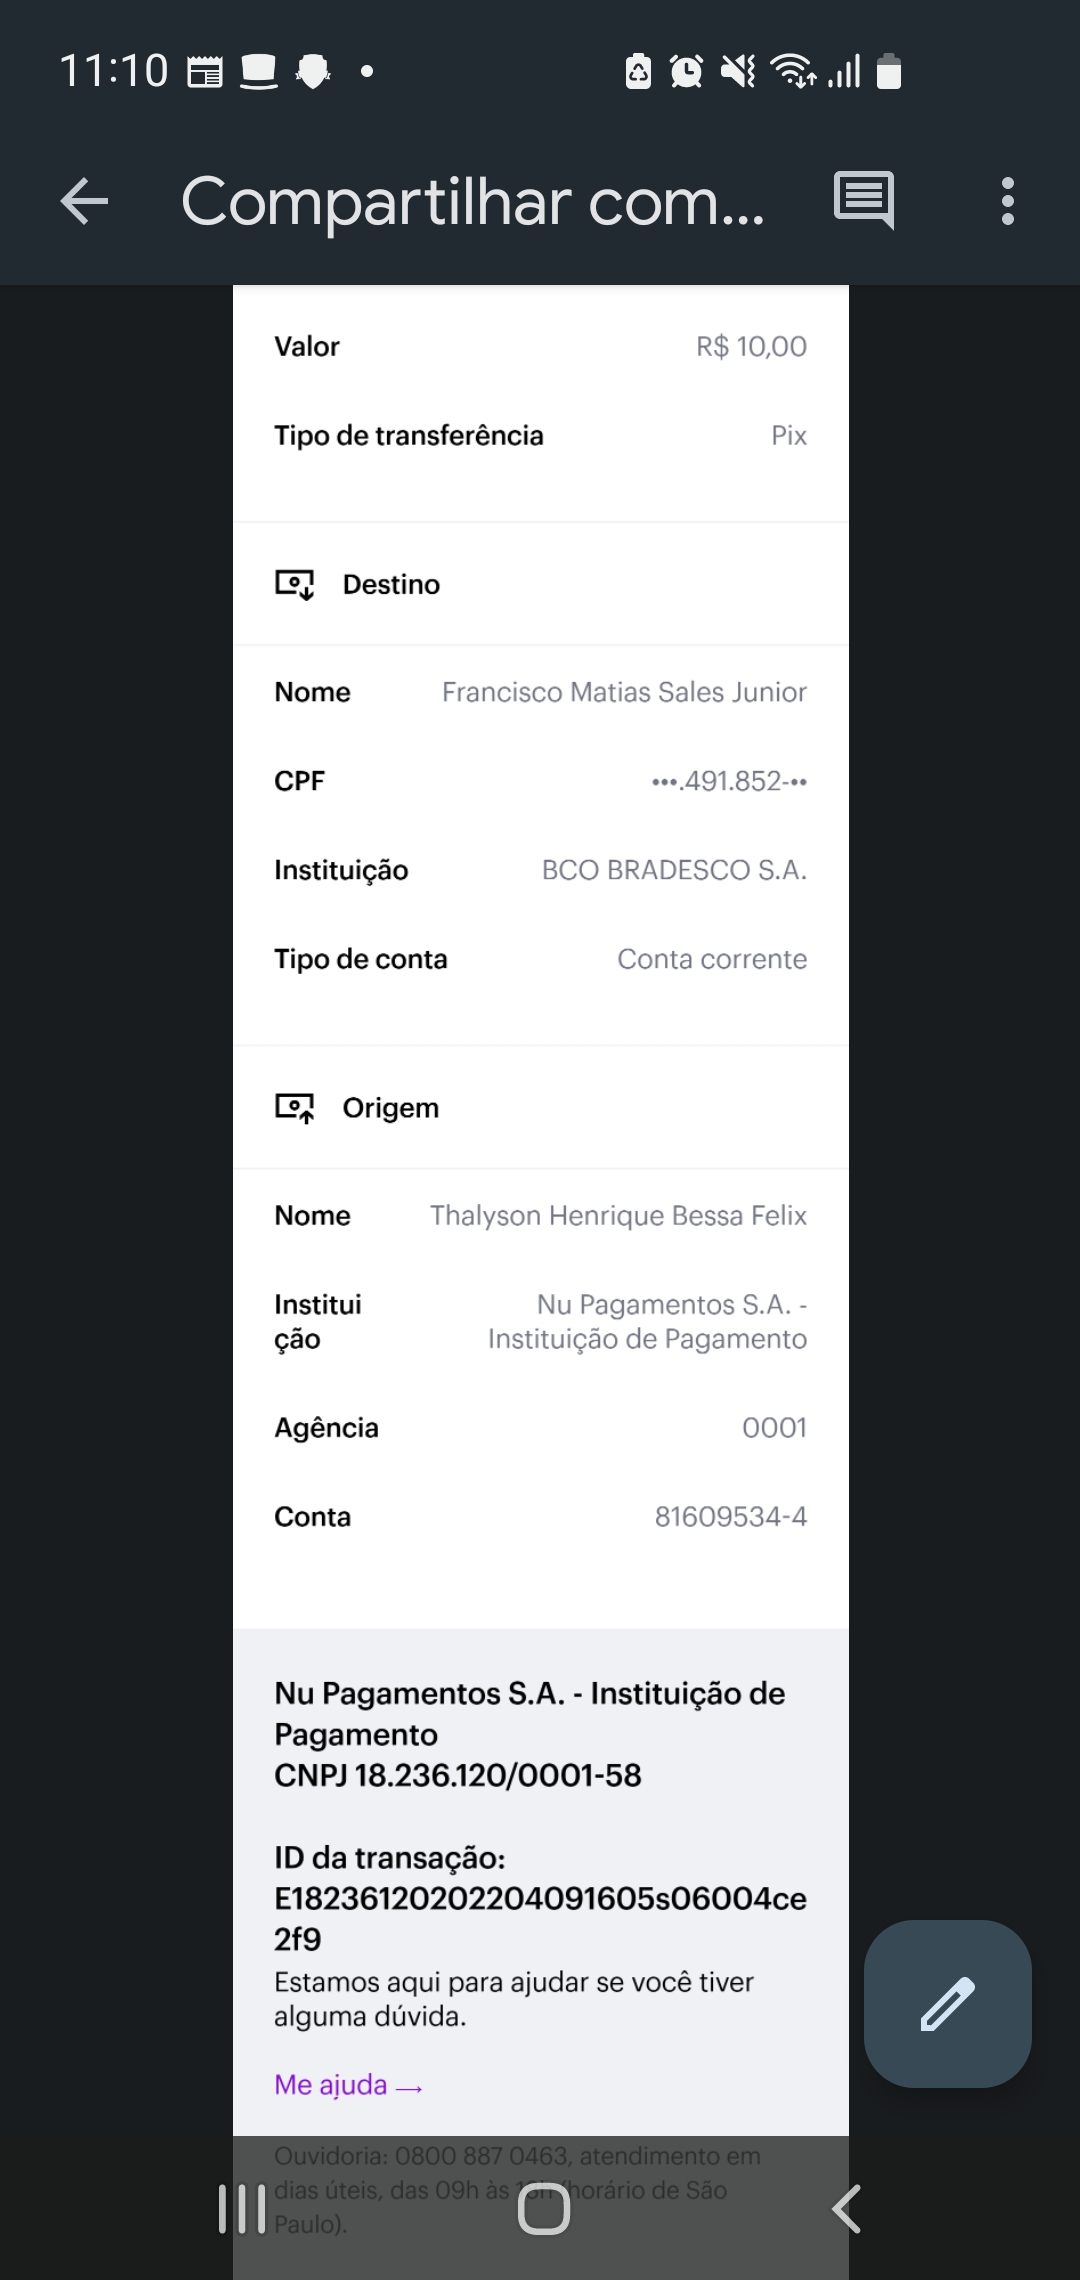 11:10
Compartilhar com...
Valor R$ 10,00
Tipo de transferência Pix
Destino
Nome Francisco Matias Sales Junior
CPF •••.491.852-••
Instituição BCO BRADESCO S.A.
Tipo de conta Conta corrente
Origem
Nome Thalyson Henrique Bessa Felix
Institui Nu Pagamentos S.A. -
ção Instituição de Pagamento
Agência 0001
Conta 81609534-4
Nu Pagamentos S.A. - Instituição de
Pagamento
CNPJ 18.236.120/0001-58
ID da transação:
E18236120202204091605s06004ce
2f9
Estamos aqui para ajudar se você tiver
alguma dúvida.
Me ajuda →
Ouvidoria: 0800 887 0463, atendimento em
dias úteis, das 09h às (horário de São
Paulo).